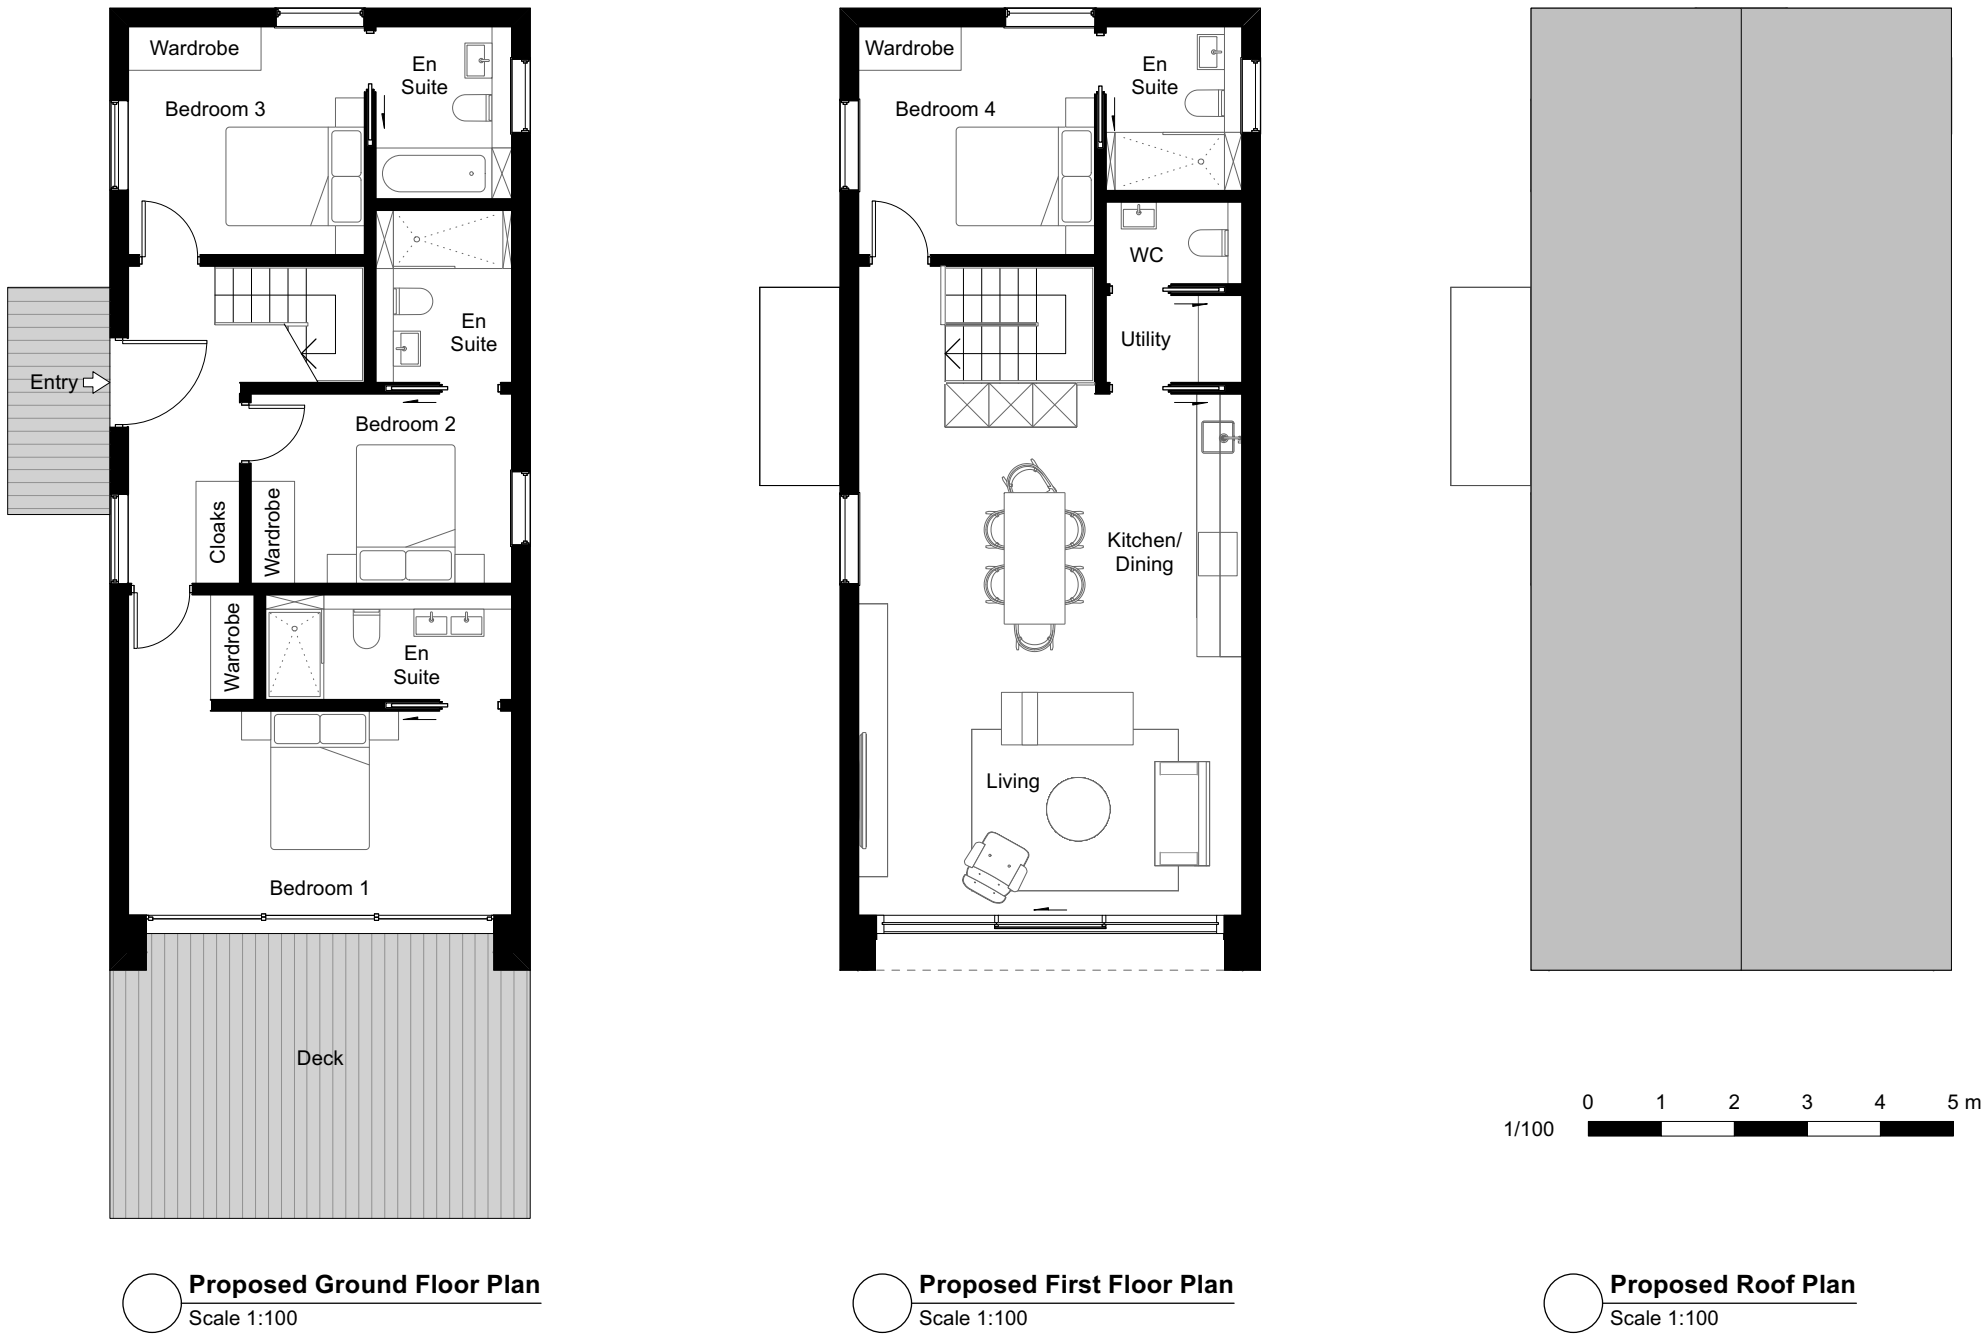 Wardrobe
En
Suite
Bedroom 3
En
Suite
Entry
Bedroom 2
Cloaks
Wardrobe
Wardrobe
En
Suite
Bedroom 1
Deck
Proposed Ground Floor Plan
Scale 1:100
Wardrobe
En
Suite
Bedroom 4
WC
Utility
Kitchen/
Dining
Living
Proposed First Floor Plan
Scale 1:100
0 1 2 3 4 5 m
1/100
Proposed Roof Plan
Scale 1:100